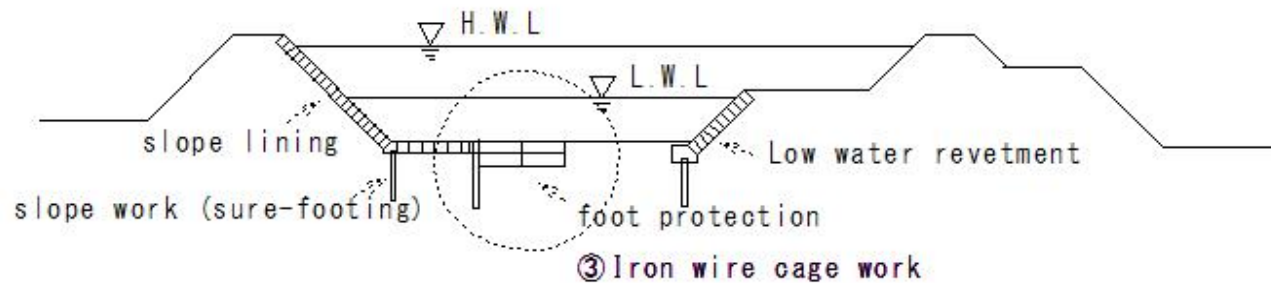 H.W.L
L.W.L
slope lining
Low water revetment
slope work (sure-footing)
foot protection
③Iron wire cage work